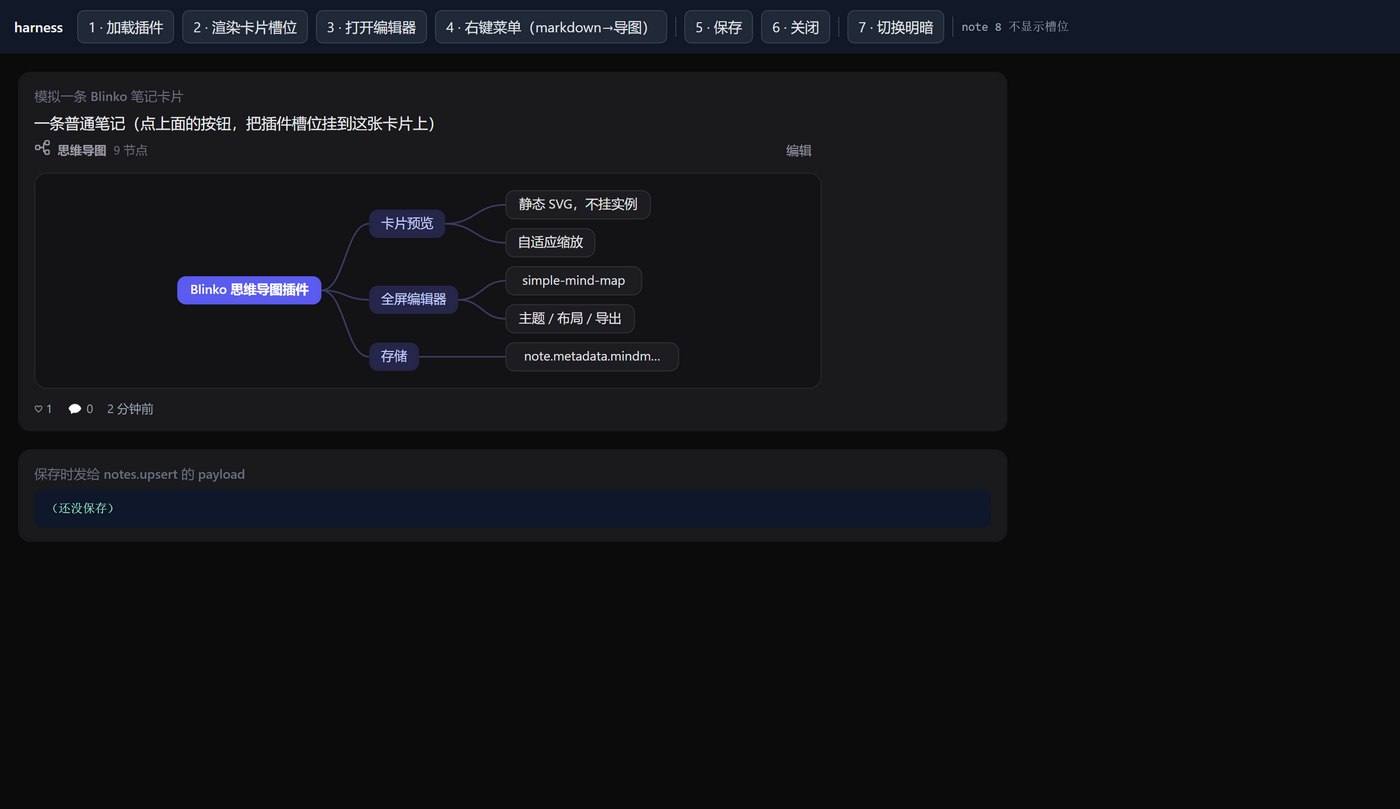 harness 1 · 加载插件 2 · 渲染卡片槽位 3 · 打开编辑器 4 · 右键菜单（markdown→导图） 5 · 保存 6 · 关闭 7 · 切换明暗 note 8 不显示槽位
模拟一条 Blinko 笔记卡片
一条普通笔记（点上面的按钮，把插件槽位挂到这张卡片上）
思维导图 9 节点 编辑
Blinko 思维导图插件
卡片预览
静态 SVG，不挂实例
自适应缩放
全屏编辑器
simple-mind-map
主题 / 布局 / 导出
存储
note.metadata.mindm...
♡ 1 💬 0 2 分钟前
保存时发给 notes.upsert 的 payload
（还没保存）